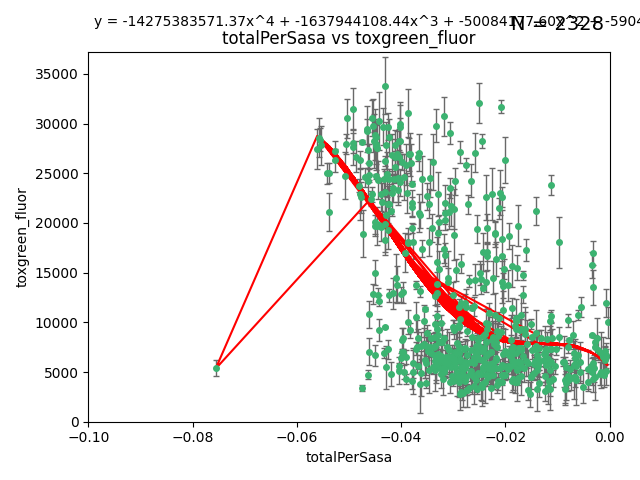 y = -14275383571.37x^4 + -1637944108.44x^3 + -
N = 2328
totalPerSasa vs toxgreen_fluor
35000
30000
25000
20000
15000
10000
5000
0
toxgreen_fluor
−0.10
−0.08
−0.06
−0.04
−0.02
0.00
totalPerSasa